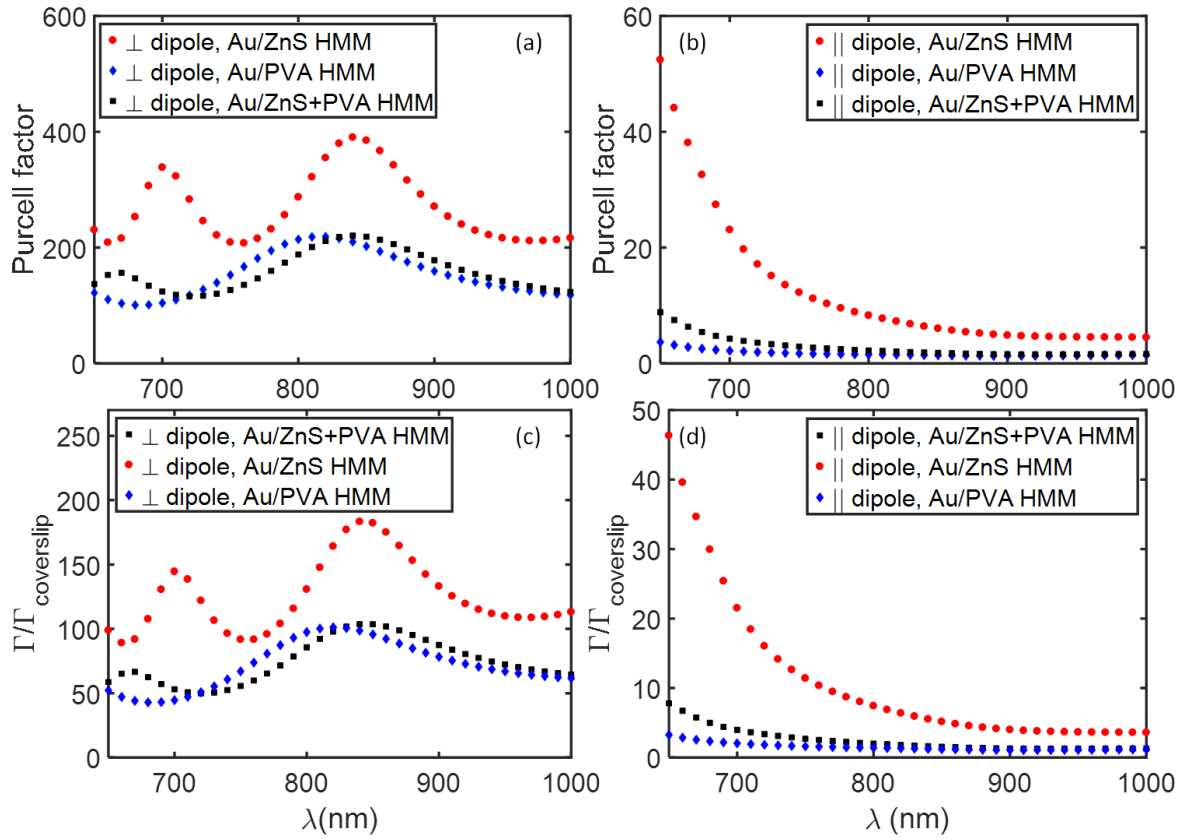 600
400
200
0
Purcell factor
⊥ dipole, Au/ZnS HMM
⊥ dipole, Au/PVA HMM
⊥ dipole, Au/ZnS+PVA HMM
(a)
700 800 900 1000
60
40
20
0
Purcell factor
(b)
|| dipole, Au/ZnS HMM
|| dipole, Au/PVA HMM
|| dipole, Au/ZnS+PVA HMM
700 800 900 1000
250
200
150
100
50
0
Γ/Γcoverslip
⊥ dipole, Au/ZnS+PVA HMM
⊥ dipole, Au/ZnS HMM
⊥ dipole, Au/PVA HMM
(c)
700 800 900 1000
λ(nm)
50
40
30
20
10
0
Γ/Γcoverslip
(d)
|| dipole, Au/ZnS+PVA HMM
|| dipole, Au/ZnS HMM
|| dipole, Au/PVA HMM
700 800 900 1000
λ (nm)